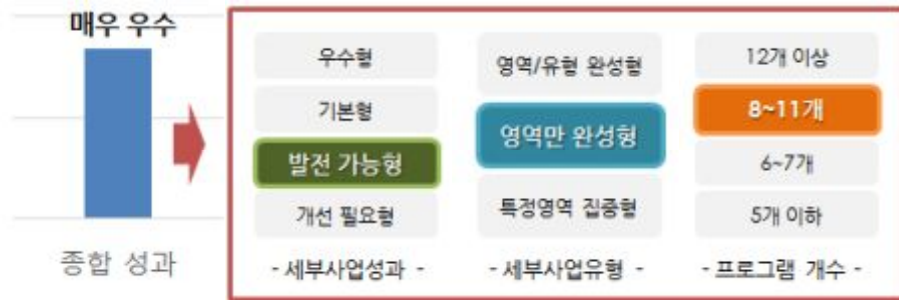 매우 우수
종합 성과
우수형
기본형
발전 가능형
개선 필요형
- 세부사업성과 -
영역/유형 완성형
영역만 완성형
특정영역 집중형
- 세부사업유형 -
12개 이상
8~11개
6~7개
5개 이하
- 프로그램 개수 -